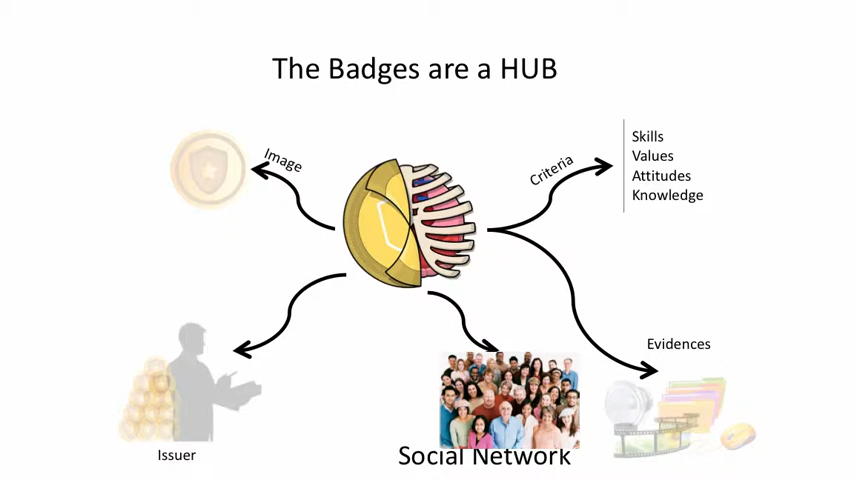 The Badges are a HUB
Image
Criteria
Skills
Values
Attitudes
Knowledge
Evidences
Issuer
Social Network